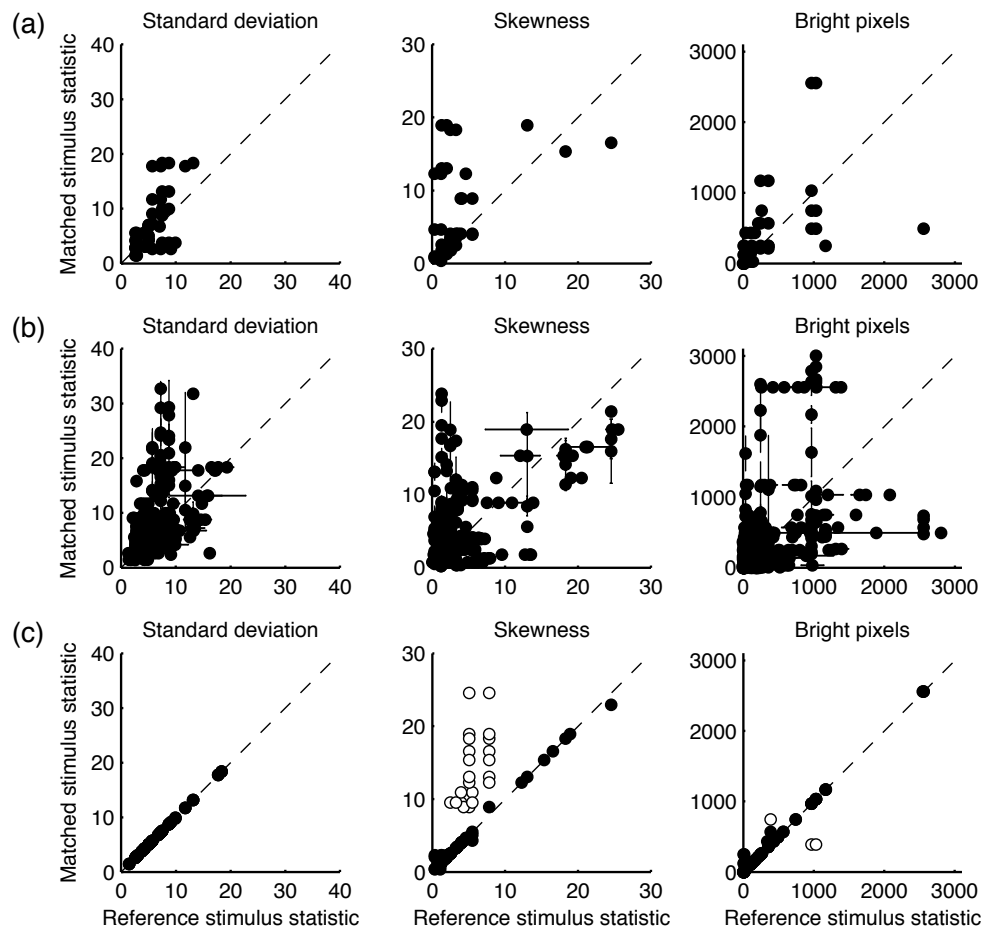 (a)
Standard deviation
Skewness
Bright pixels
Matched stimulus statistic
40
30
20
10
0
0 10 20 30 40
30
20
10
0
0 10 20 30
3000
2000
1000
0
0 1000 2000 3000
(b)
Standard deviation
Skewness
Bright pixels
Matched stimulus statistic
40
30
20
10
0
0 10 20 30 40
30
20
10
0
0 10 20 30
3000
2000
1000
0
0 1000 2000 3000
(c)
Standard deviation
Skewness
Bright pixels
Matched stimulus statistic
40
30
20
10
0
0 10 20 30 40
30
20
10
0
0 10 20 30
3000
2000
1000
0
0 1000 2000 3000
Reference stimulus statistic
Reference stimulus statistic
Reference stimulus statistic